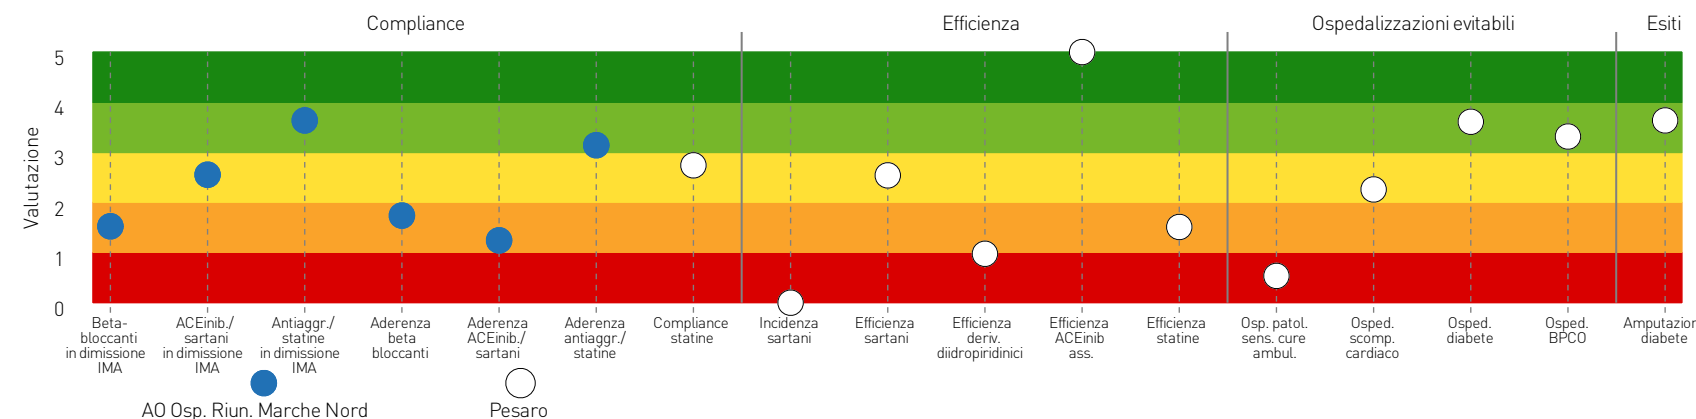 Compliance
Efficienza
Ospedalizzazioni evitabili
Esiti
Valutazione
5
4
3
2
1
0
Beta-
bloccanti
in dimissione
IMA
ACEinib./
sartani
in dimissione
IMA
Antiaggr./
statine
in dimissione
IMA
Aderenza
beta
bloccanti
Aderenza
ACEinib./
sartani
Aderenza
antiaggr./
statine
Compliance
statine
Incidenza
sartani
Efficienza
sartani
Efficienza
deriv.
diidropiridinici
Efficienza
ACEinib
ass.
Efficienza
statine
Osp. patol.
sens. cure
ambul.
Osped.
scomp.
cardiaco
Osped.
diabete
Osped.
BPCO
Amputazior
diabete
AO Osp. Riun. Marche Nord
Pesaro